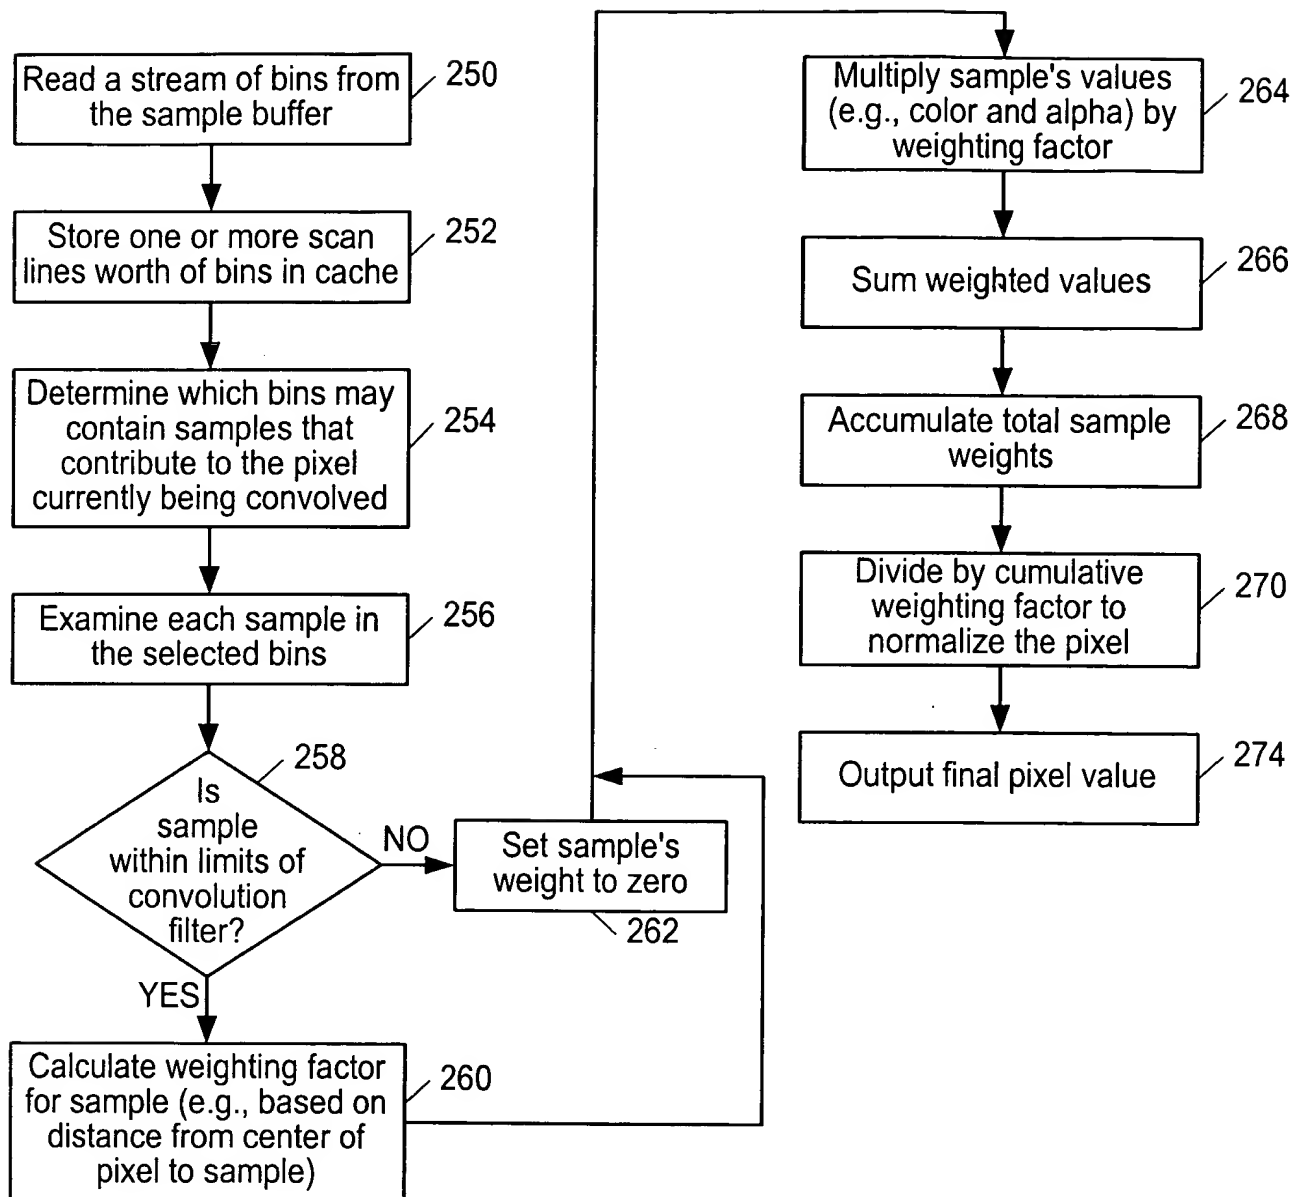 Read a stream of bins from
the sample buffer
250
Store one or more scan
lines worth of bins in cache
252
Determine which bins may
contain samples that
contribute to the pixel
currently being convolved
254
Examine each sample in
the selected bins
256
Is
sample
within limits of
convolution
filter?
258
NO
Set sample's
weight to zero
262
YES
Calculate weighting factor
for sample (e.g., based on
distance from center of
pixel to sample)
260
Multiply sample's values
(e.g., color and alpha) by
weighting factor
264
Sum weighted values
266
Accumulate total sample
weights
268
Divide by cumulative
weighting factor to
normalize the pixel
270
Output final pixel value
274